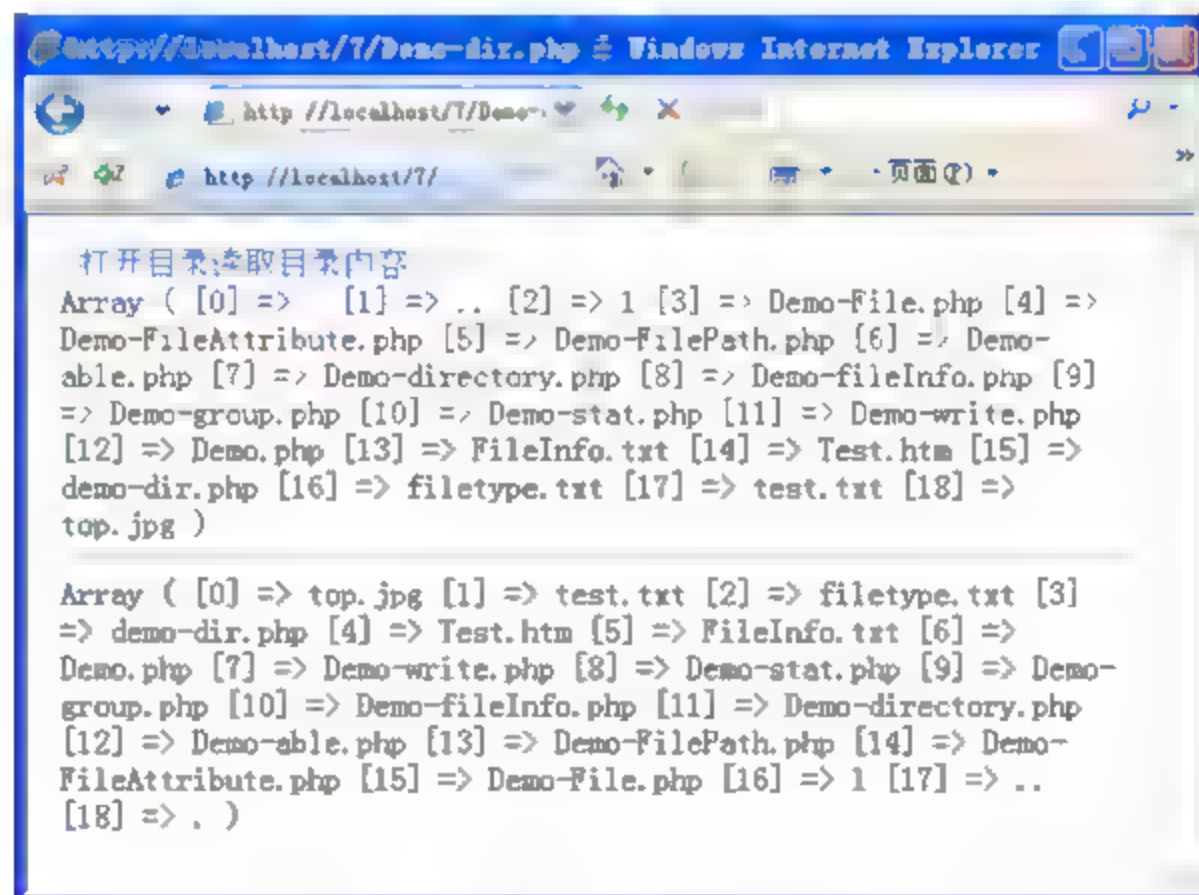 http://localhost/7/Demo-dir.php - Windows Internet Explorer
http //localhost/7/Demo-
http //localhost/7/ 页面(P)
打开目录读取目录内容
Array ( [0] => [1] => .. [2] => 1 [3] => Demo-File.php [4] =>
Demo-FileAttribute.php [5] => Demo-FilePath.php [6] => Demo-
able.php [7] => Demo-directory.php [8] => Demo-fileInfo.php [9]
=> Demo-group.php [10] => Demo-stat.php [11] => Demo-write.php
[12] => Demo.php [13] => FileInfo.txt [14] => Test.htm [15] =>
demo-dir.php [16] => filetype.txt [17] => test.txt [18] =>
top.jpg )
Array ( [0] => top.jpg [1] => test.txt [2] => filetype.txt [3]
=> demo-dir.php [4] => Test.htm [5] => FileInfo.txt [6] =>
Demo.php [7] => Demo-write.php [8] => Demo-stat.php [9] => Demo-
group.php [10] => Demo-fileInfo.php [11] => Demo-directory.php
[12] => Demo-able.php [13] => Demo-FilePath.php [14] => Demo-
FileAttribute.php [15] => Demo-File.php [16] => 1 [17] => ..
[18] => . )